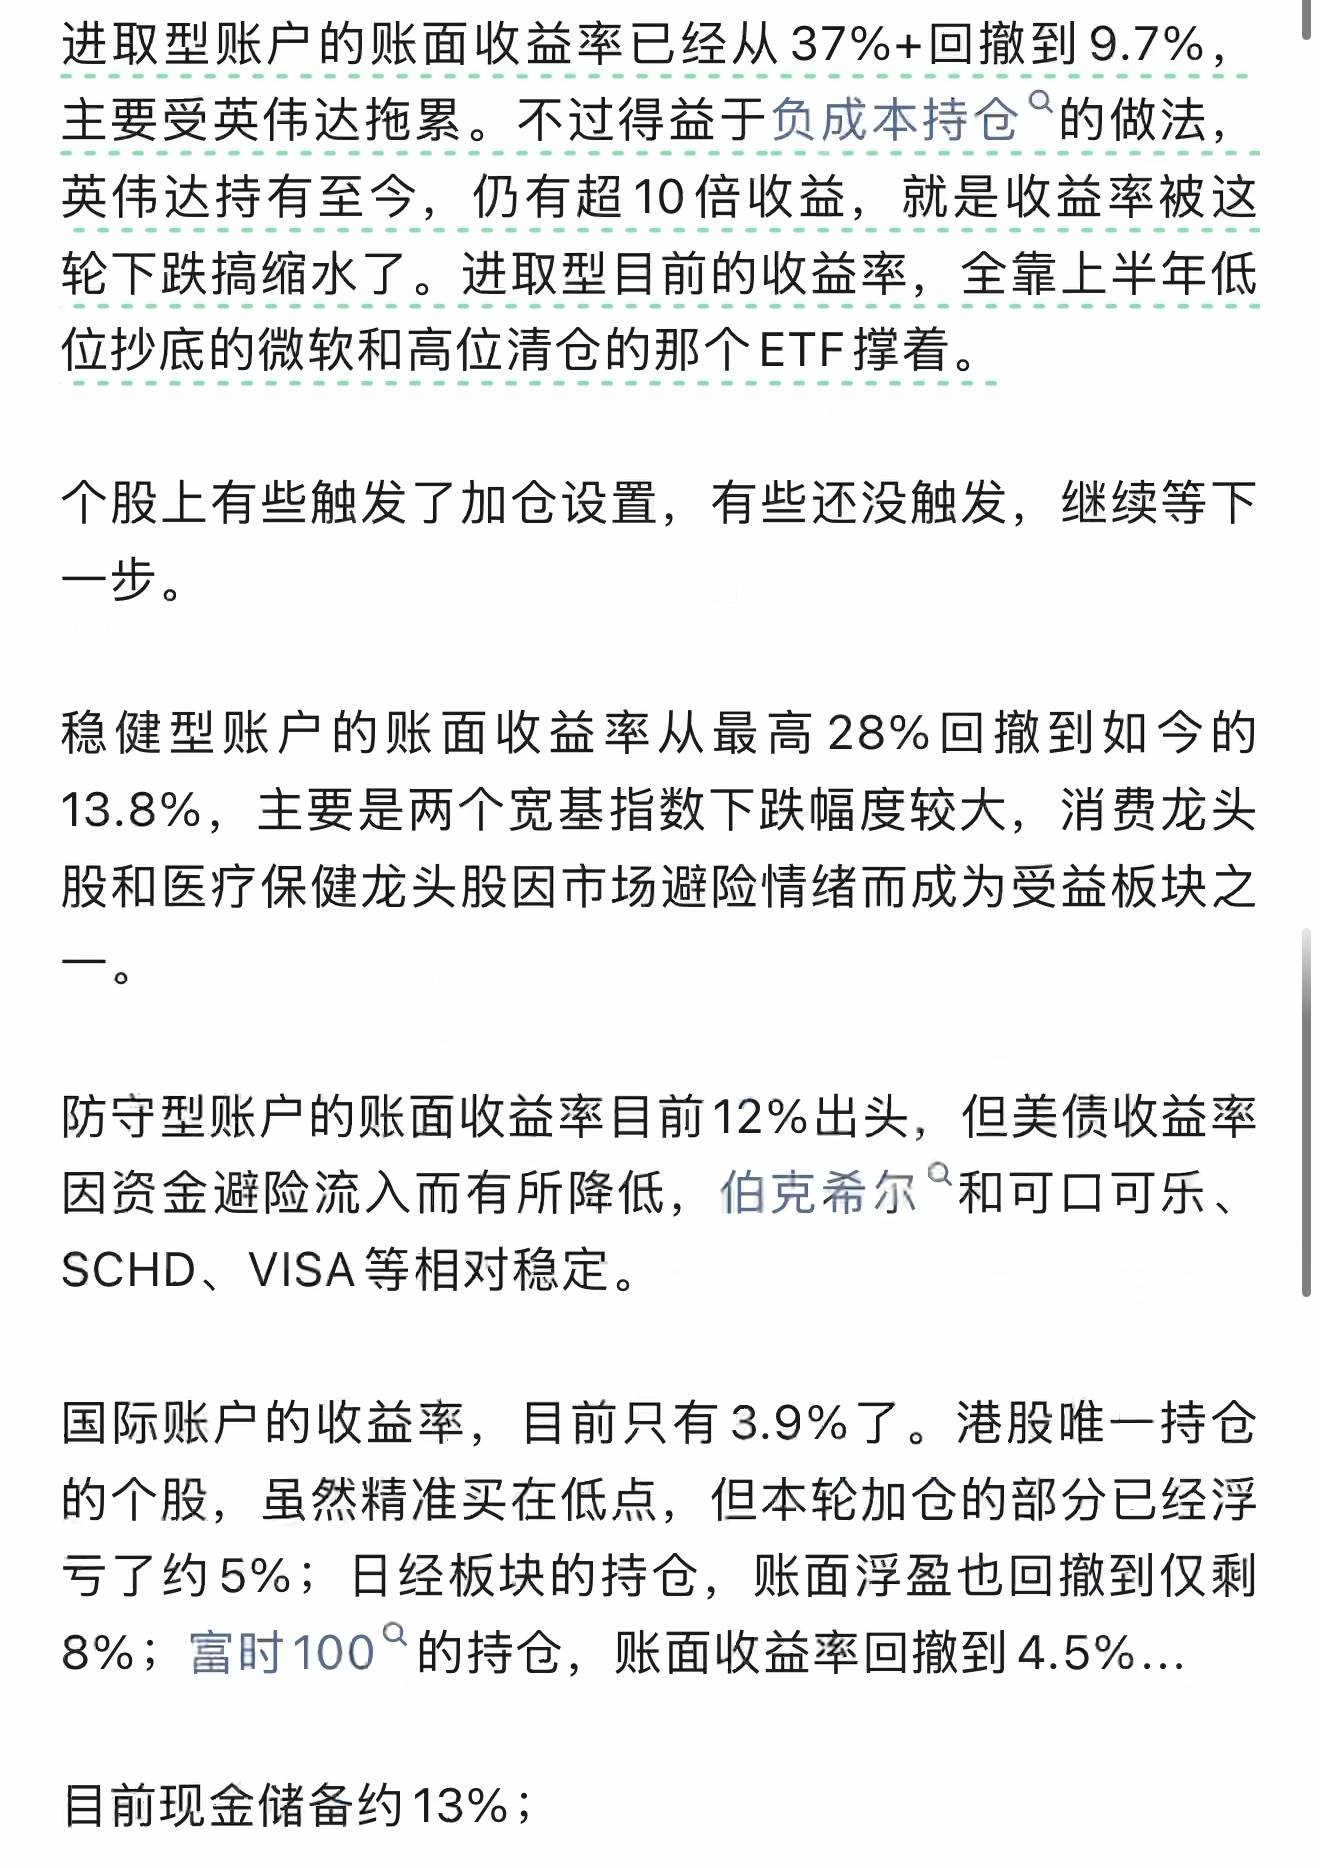 进取型账户的账面收益率已经从37%+回撤到9.7%，
主要受英伟达拖累。不过得益于负成本持仓的做法，
英伟达持有至今，仍有超10倍收益，就是收益率被这
轮下跌搞缩水了。进取型目前的收益率，全靠上半年低
位抄底的微软和高位清仓的那个ETF撑着。
个股上有些触发了加仓设置，有些还没触发，继续等下
一步。
稳健型账户的账面收益率从最高28%回撤到如今的
13.8%，主要是两个宽基指数下跌幅度较大，消费龙头
股和医疗保健龙头股因市场避险情绪而成为受益板块之
一。
防守型账户的账面收益率目前12%出头，但美债收益率
因资金避险流入而有所降低，伯克希尔和可口可乐、
SCHD、VISA等相对稳定。
国际账户的收益率，目前只有3.9%了。港股唯一持仓
的个股，虽然精准买在低点，但本轮加仓的部分已经浮
亏了约5%；日经板块的持仓，账面浮盈也回撤到仅剩
8%；富时100的持仓，账面收益率回撤到4.5%...
目前现金储备约13%；